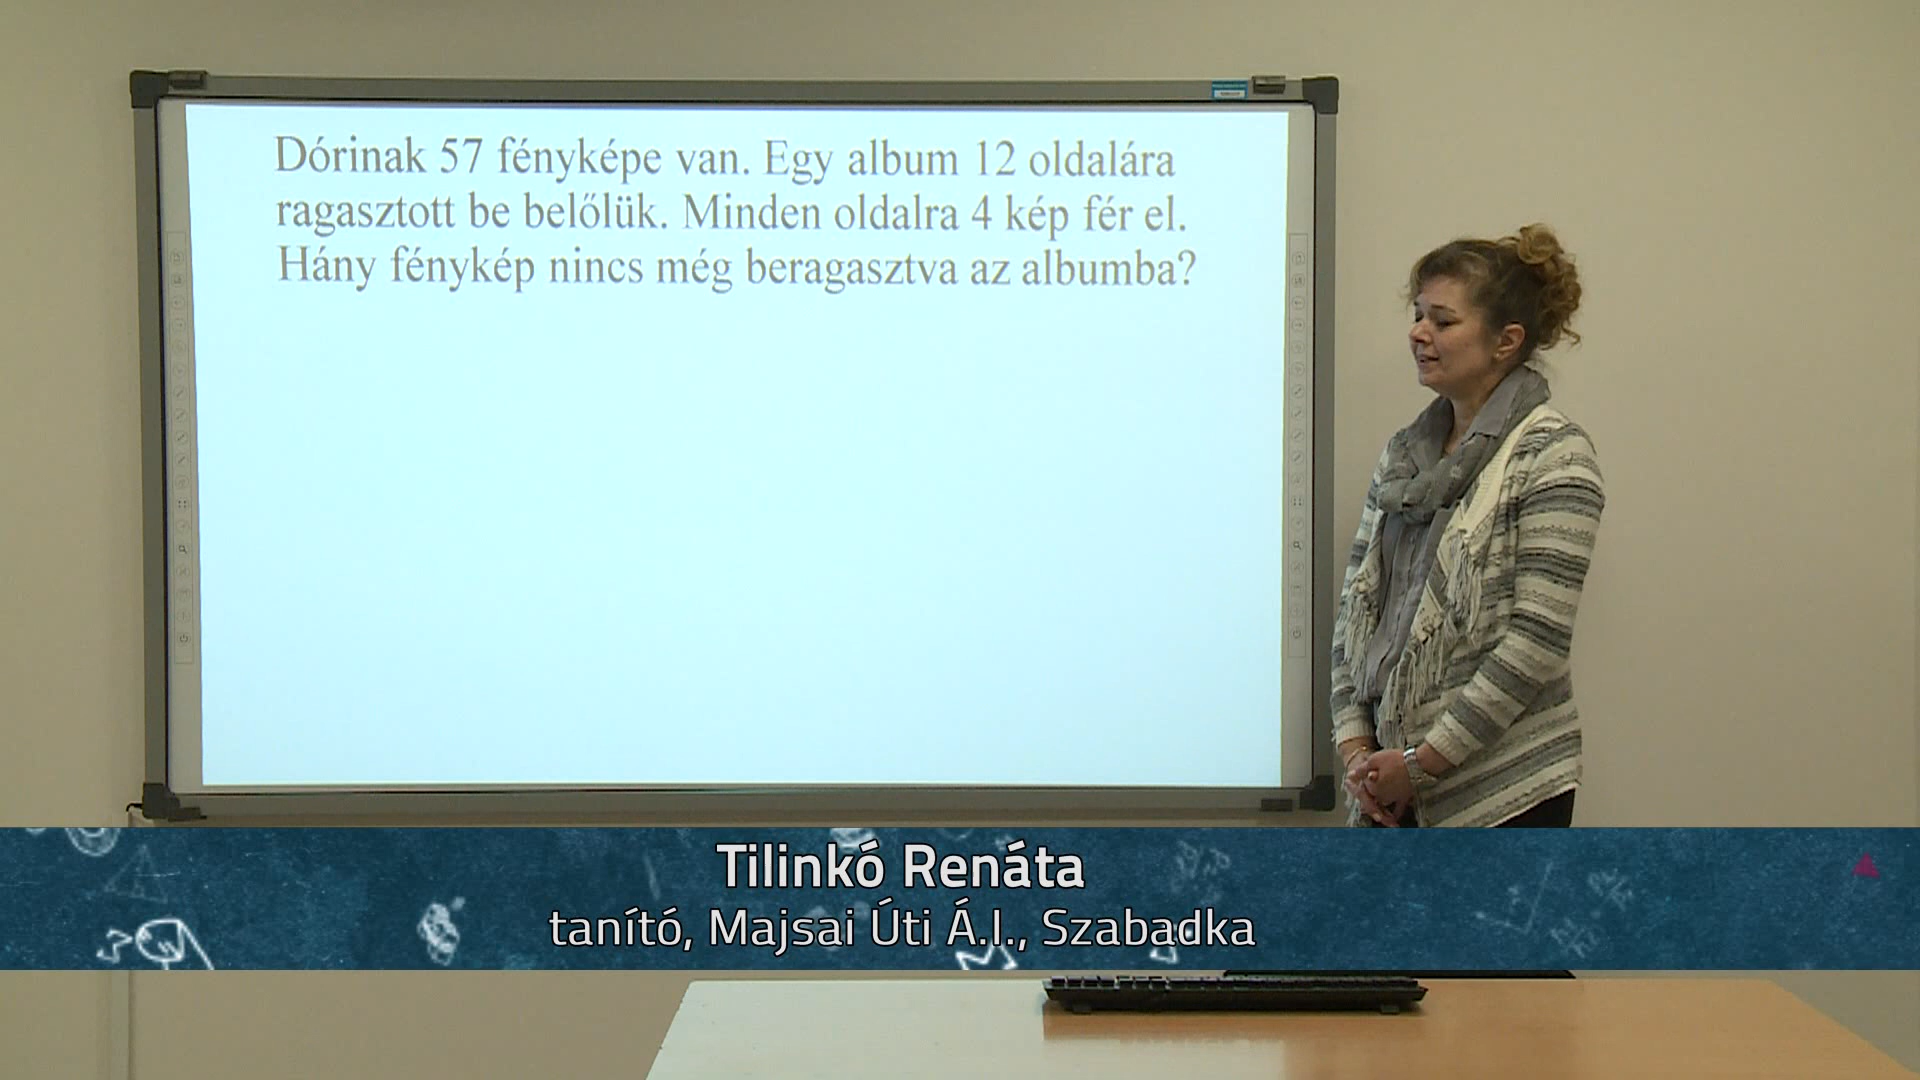 Dórinak 57 fényképe van. Egy album 12 oldalára
ragasztott be belőlük. Minden oldalra 4 kép fér el.
Hány fénykép nincs még beragasztva az albumba?
Tilinkó Renáta
tanító, Majsai Úti Á.I., Szabadka